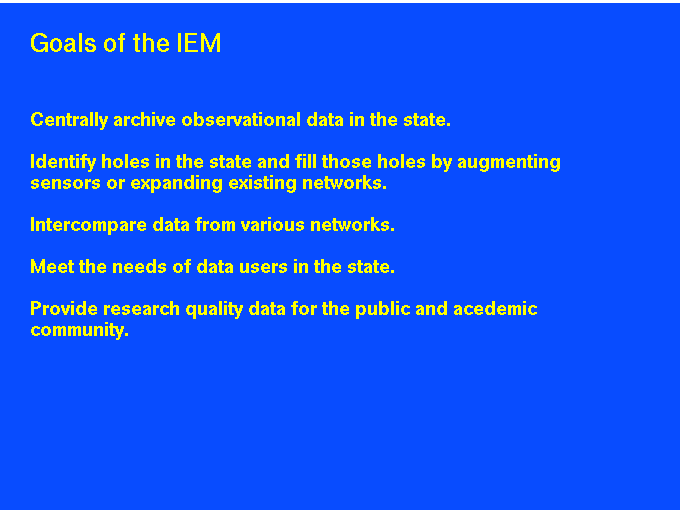 Goals of the IEM
Centrally archive observational data in the state.
Identify holes in the state and fill those holes by augmenting
sensors or expanding existing networks.
Intercompare data from various networks.
Meet the needs of data users in the state.
Provide research quality data for the public and acedemic
community.